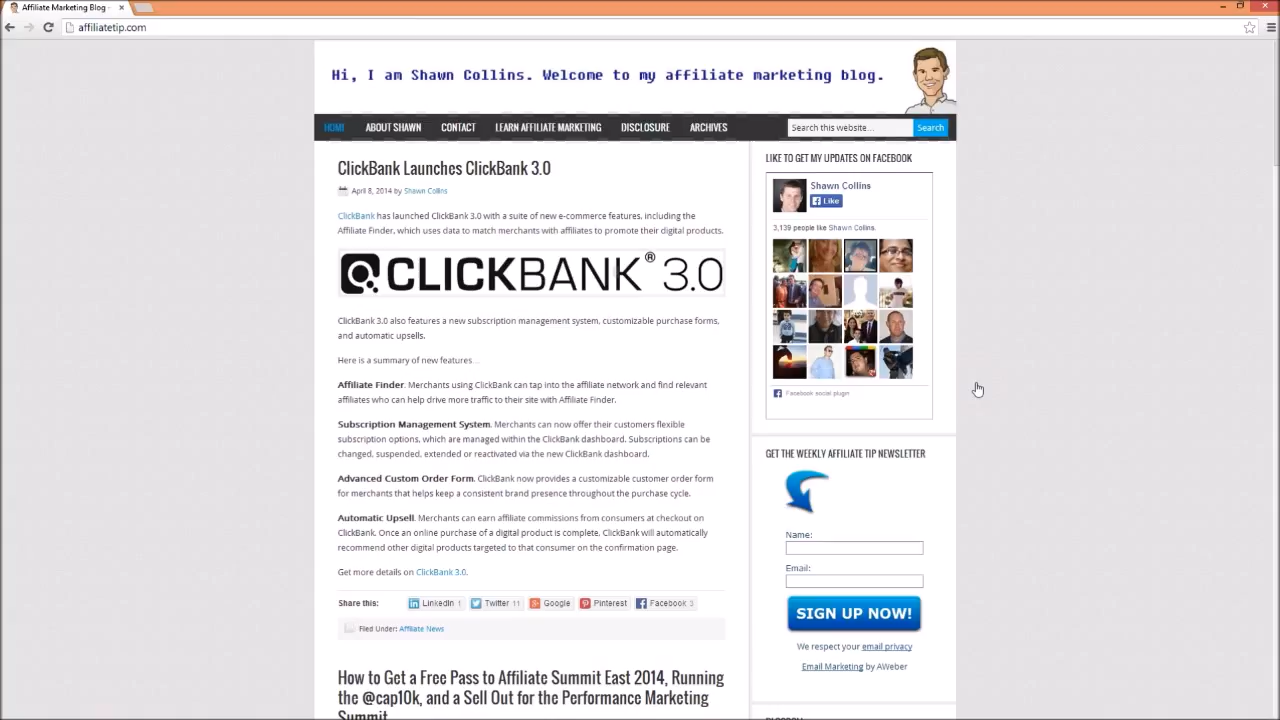 Affiliate Marketing Blog -
affiliatetip.com
Hi, I am Shawn Collins. Welcome to my affiliate marketing blog.
HOME ABOUT SHAWN CONTACT LEARN AFFILIATE MARKETING DISCLOSURE ARCHIVES
Search this website... Search
ClickBank Launches ClickBank 3.0
April 8, 2014 by Shawn Collins
ClickBank has launched ClickBank 3.0 with a suite of new e-commerce features, including the
Affiliate Finder, which uses data to match merchants with affiliates to promote their digital products.
CLICKBANK® 3.0
ClickBank 3.0 also features a new subscription management system, customizable purchase forms,
and automatic upsells.
Here is a summary of new features...
Affiliate Finder. Merchants using ClickBank can tap into the affiliate network and find relevant
affiliates who can help drive more traffic to their site with Affiliate Finder.
Subscription Management System. Merchants can now offer their customers flexible
subscription options, which are managed within the ClickBank dashboard. Subscriptions can be
changed, suspended, extended or reactivated via the new ClickBank dashboard.
Advanced Custom Order Form. ClickBank now provides a customizable customer order form
for merchants that helps keep a consistent brand presence throughout the purchase cycle.
Automatic Upsell. Merchants can earn affiliate commissions from consumers at checkout on
ClickBank. Once an online purchase of a digital product is complete, ClickBank will automatically
recommend other digital products targeted to that consumer on the confirmation page.
Get more details on ClickBank 3.0.
Share this: LinkedIn 1 Twitter 11 Google Pinterest Facebook 3
Filed Under: Affiliate News
How to Get a Free Pass to Affiliate Summit East 2014, Running
the @cap10k, and a Sell Out for the Performance Marketing
Summit
LIKE TO GET MY UPDATES ON FACEBOOK
Shawn Collins
Like
3,139 people like Shawn Collins.
Facebook social plugin
GET THE WEEKLY AFFILIATE TIP NEWSLETTER
Name:
Email:
SIGN UP NOW!
We respect your email privacy
Email Marketing by AWeber